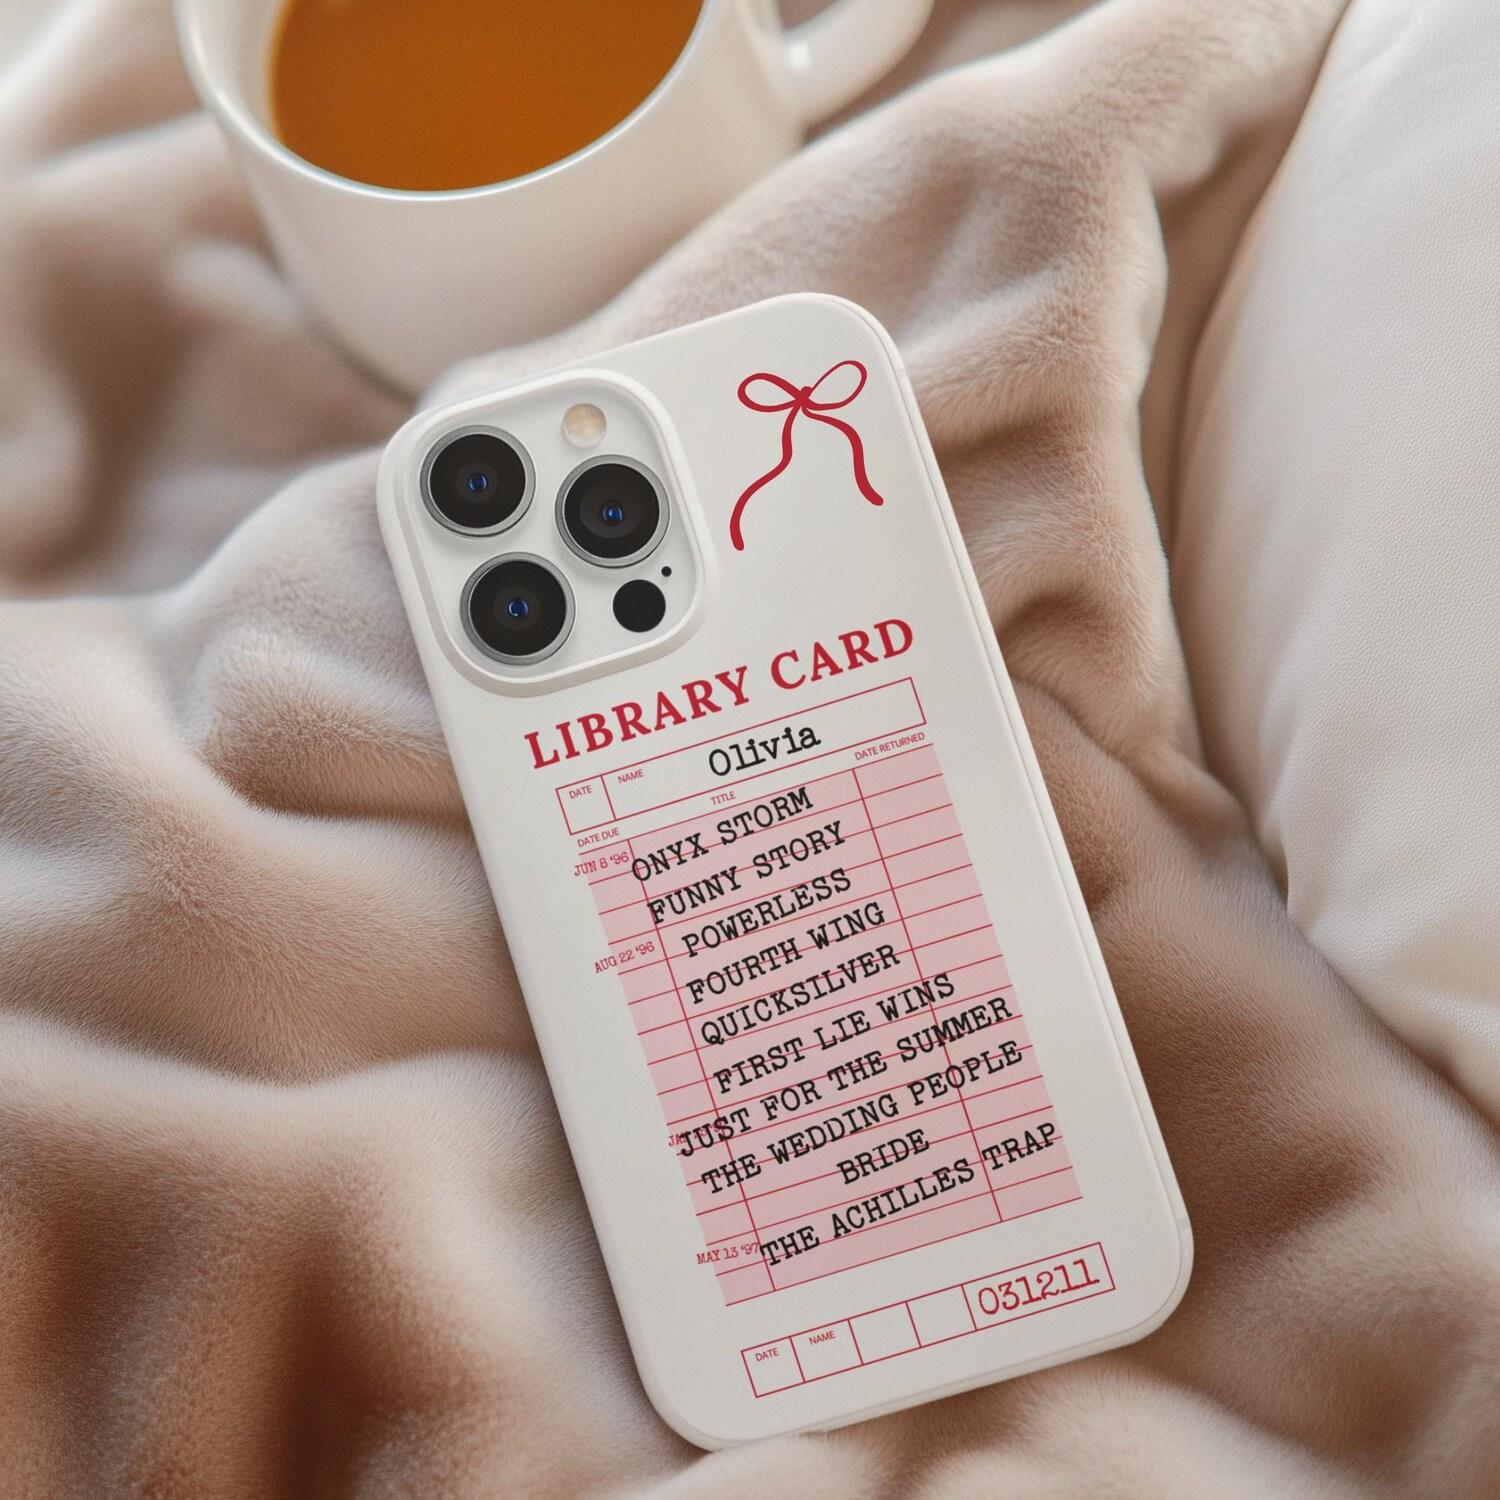 LIBRARY CARD
DATE NAME Olivia
DATE DUE TITLE DATE RETURNED
JUN 8 '96 ONYX STORM
FUNNY STORY
AUG 22 '96 POWERLESS
FOURTH WING
QUICKSILVER
FIRST LIE WINS
JUST FOR THE SUMMER
THE WEDDING PEOPLE
BRIDE
MAY 13 '97 THE ACHILLES TRAP
DATE NAME 031211